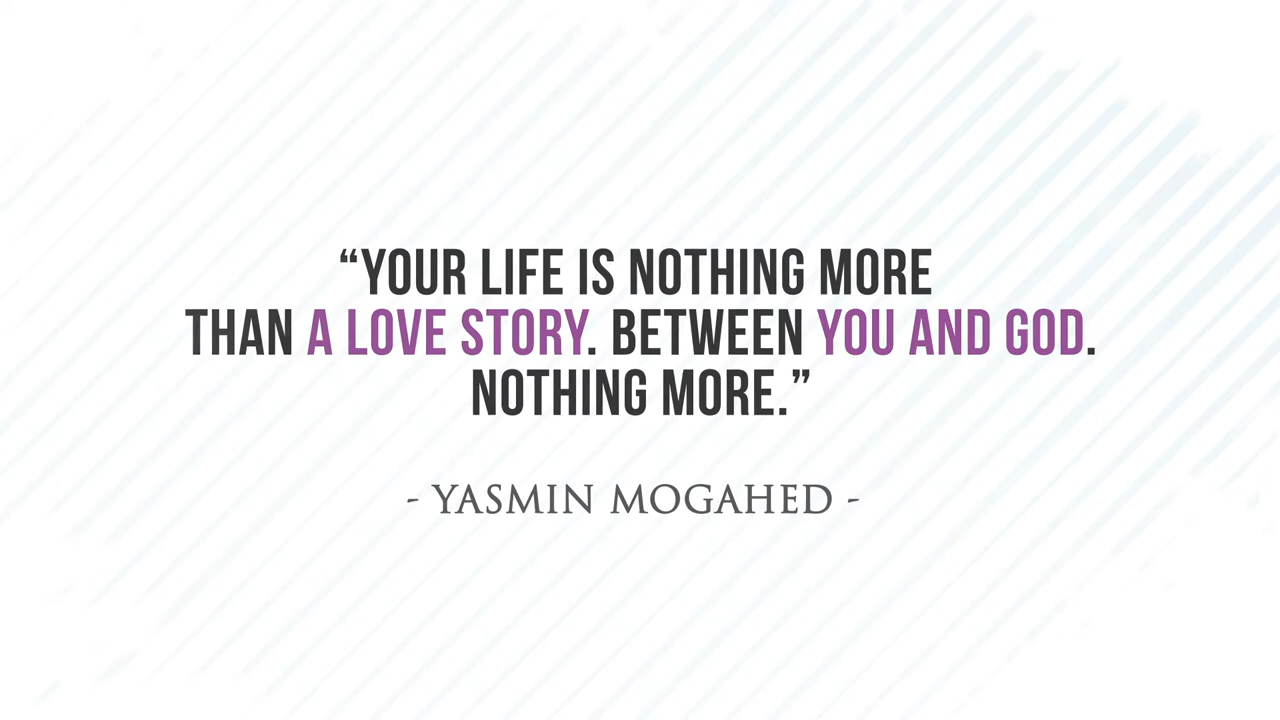 “YOUR LIFE IS NOTHING MORE
THAN A LOVE STORY. BETWEEN YOU AND GOD.
NOTHING MORE.”
- YASMIN MOGAHED -